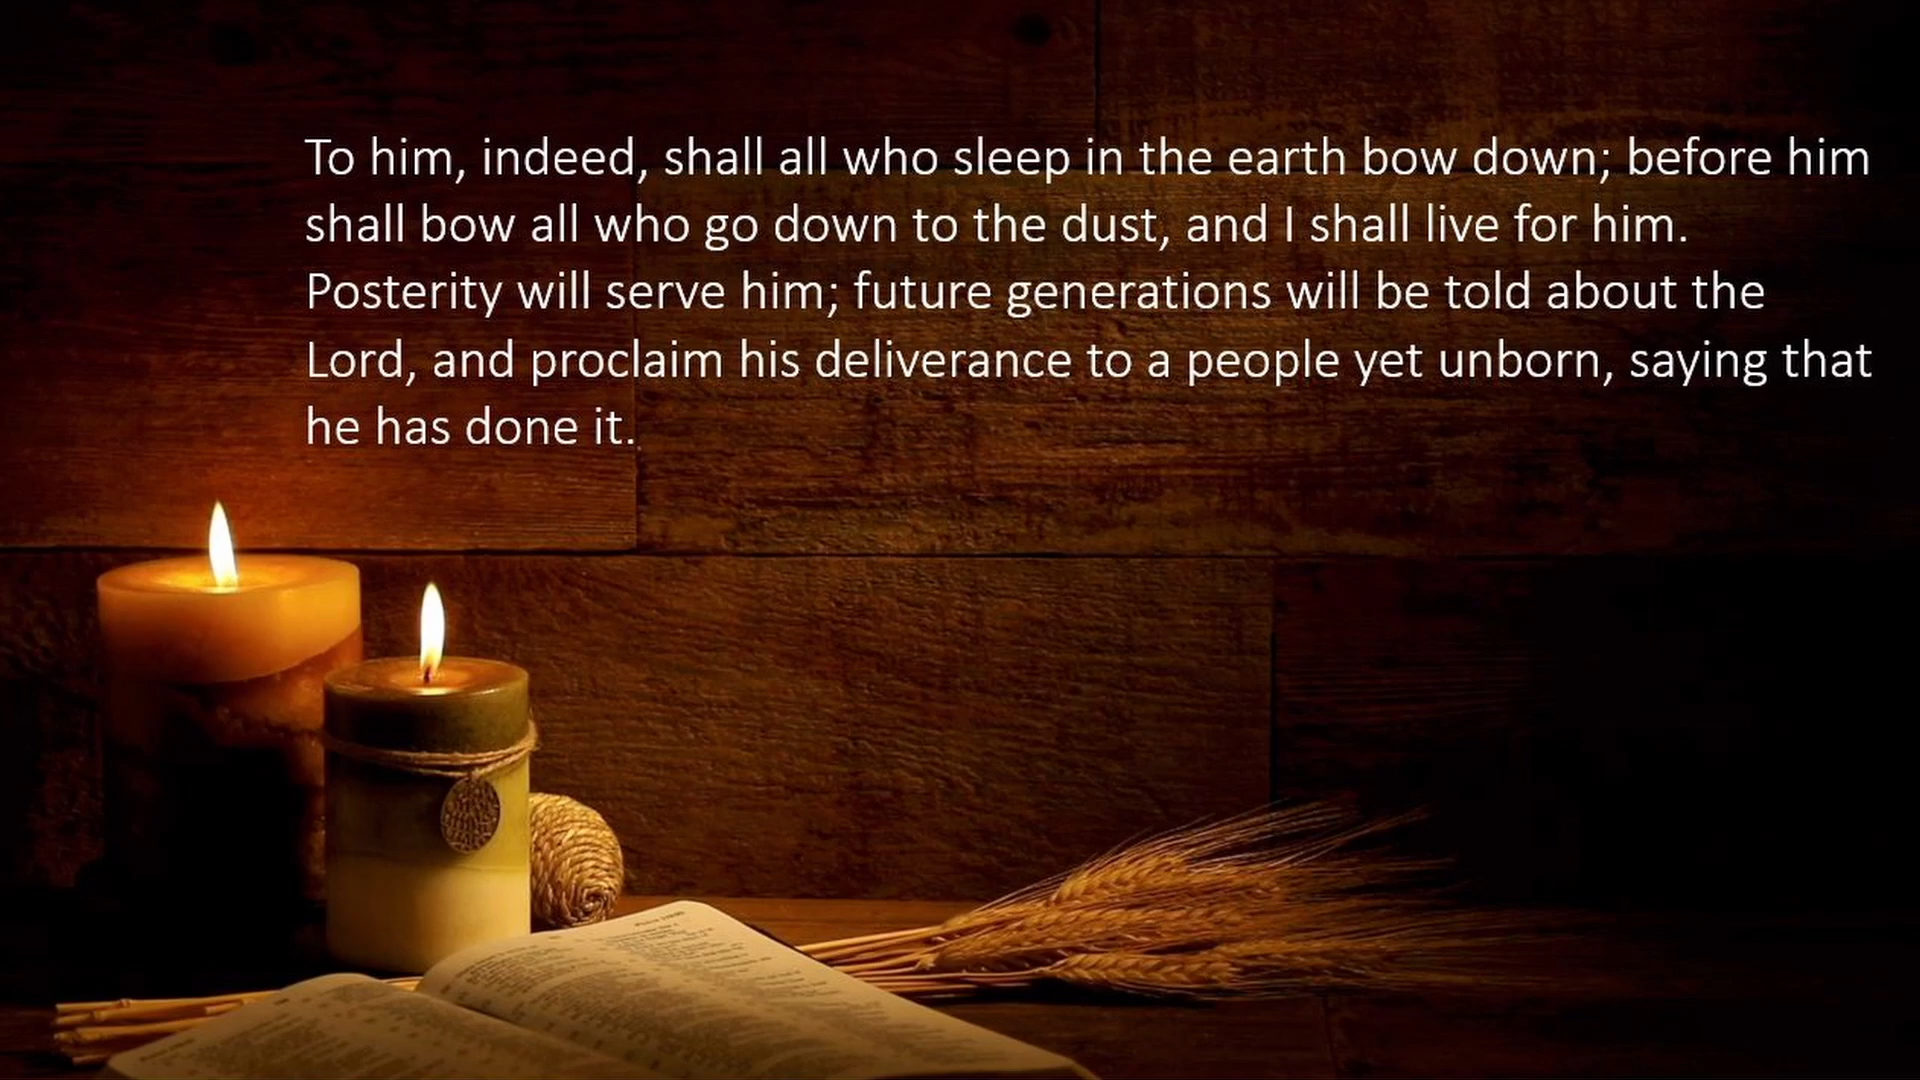 To him, indeed, shall all who sleep in the earth bow down; before him
shall bow all who go down to the dust, and I shall live for him.
Posterity will serve him; future generations will be told about the
Lord, and proclaim his deliverance to a people yet unborn, saying that
he has done it.